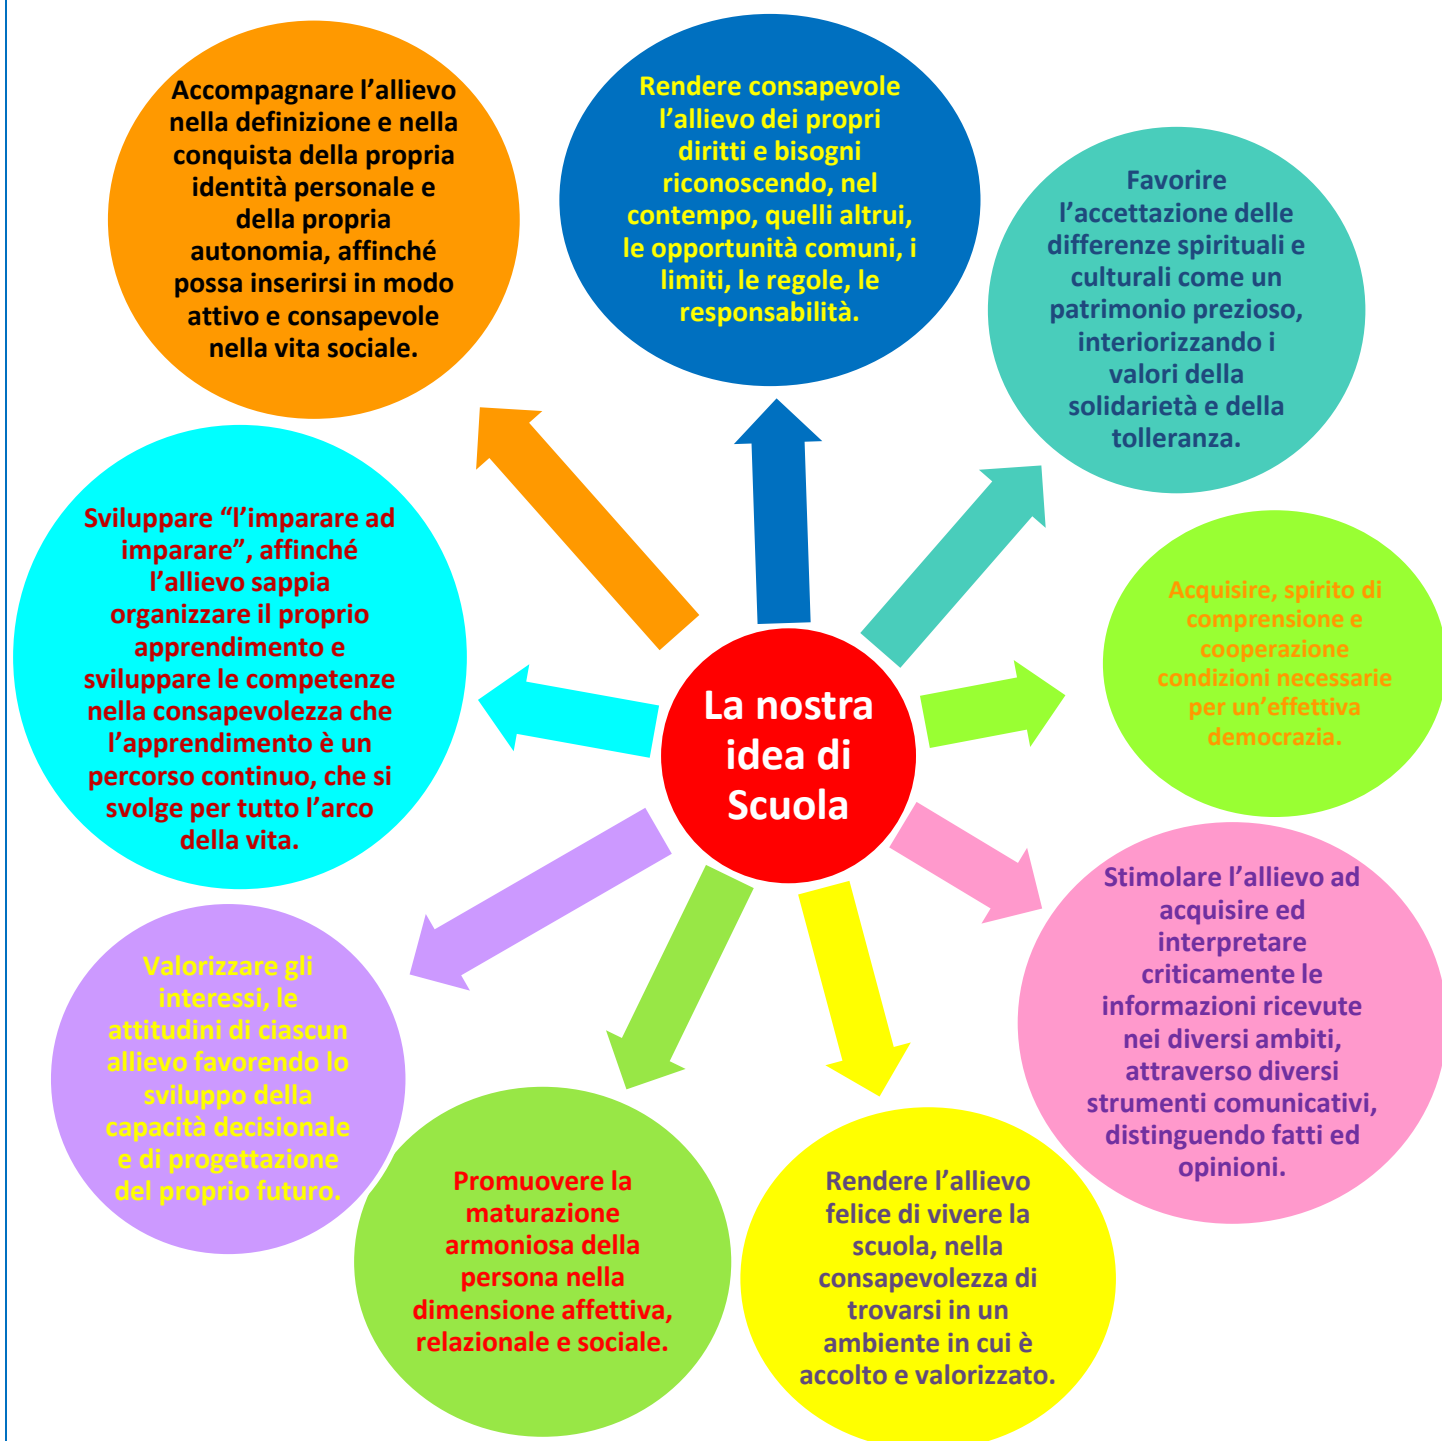 Accompagnare l’allievo
nella definizione e nella
conquista della propria
identità personale e
della propria
autonomia, affinché
possa inserirsi in modo
attivo e consapevole
nella vita sociale.
Rendere consapevole
l’allievo dei propri
diritti e bisogni
riconoscendo, nel
contempo, quelli altrui,
le opportunità comuni, i
limiti, le regole, le
responsabilità.
Favorire
l’accettazione delle
differenze spirituali e
culturali come un
patrimonio prezioso,
interiorizzando i
valori della
solidarietà e della
tolleranza.
Sviluppare “l’imparare ad
imparare”, affinché
l’allievo sappia
organizzare il proprio
apprendimento e
sviluppare le competenze
nella consapevolezza che
l’apprendimento è un
percorso continuo, che si
svolge per tutto l’arco
della vita.
Acquisire, spirito di
comprensione e
cooperazione
condizioni necessarie
per un’effettiva
democrazia.
La nostra
idea di
Scuola
Stimolare l’allievo ad
acquisire ed
interpretare
criticamente le
informazioni ricevute
nei diversi ambiti,
attraverso diversi
strumenti comunicativi,
distinguendo fatti ed
opinioni.
Valorizzare gli
interessi, le
attitudini di ciascun
allievo favorendo lo
sviluppo della
capacità decisionale
e di progettazione
del proprio futuro.
Promuovere la
maturazione
armoniosa della
persona nella
dimensione affettiva,
relazionale e sociale.
Rendere l’allievo
felice di vivere la
scuola, nella
consapevolezza di
trovarsi in un
ambiente in cui è
accolto e valorizzato.